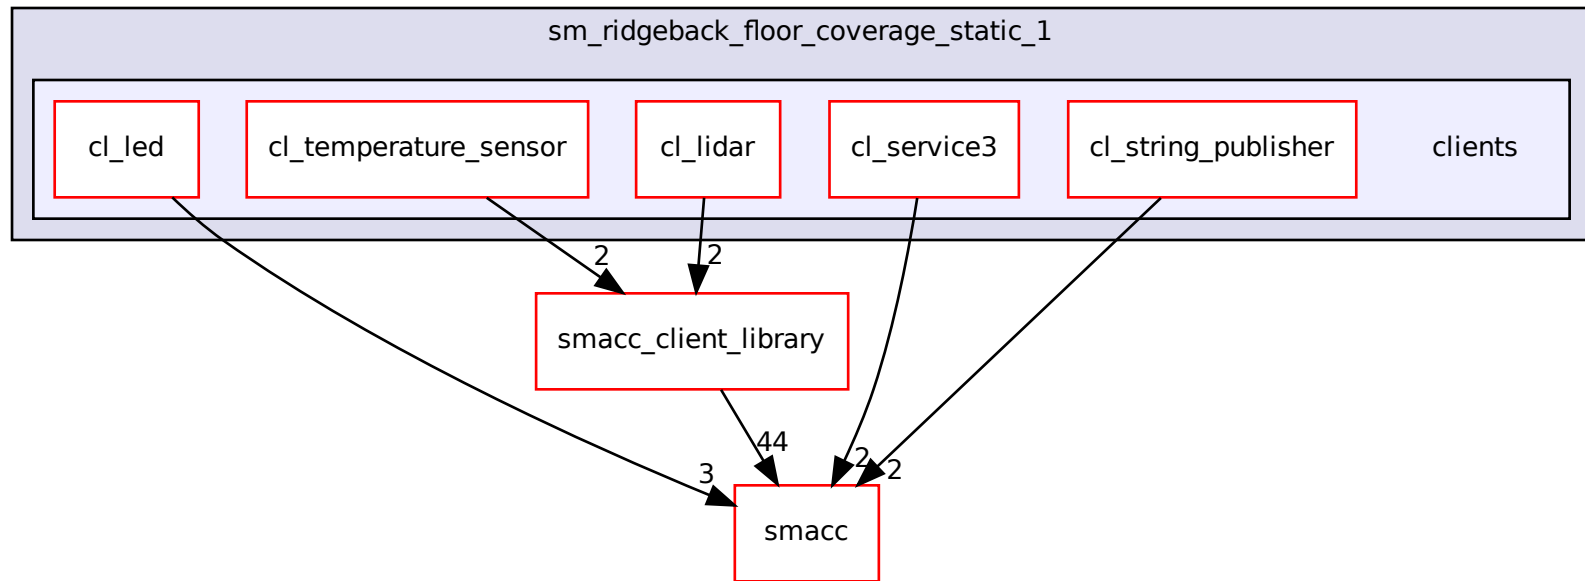 sm_ridgeback_floor_coverage_static_1
cl_led
cl_temperature_sensor
cl_lidar
cl_service3
cl_string_publisher
clients
2
2
smacc_client_library
44
2
2
3
smacc